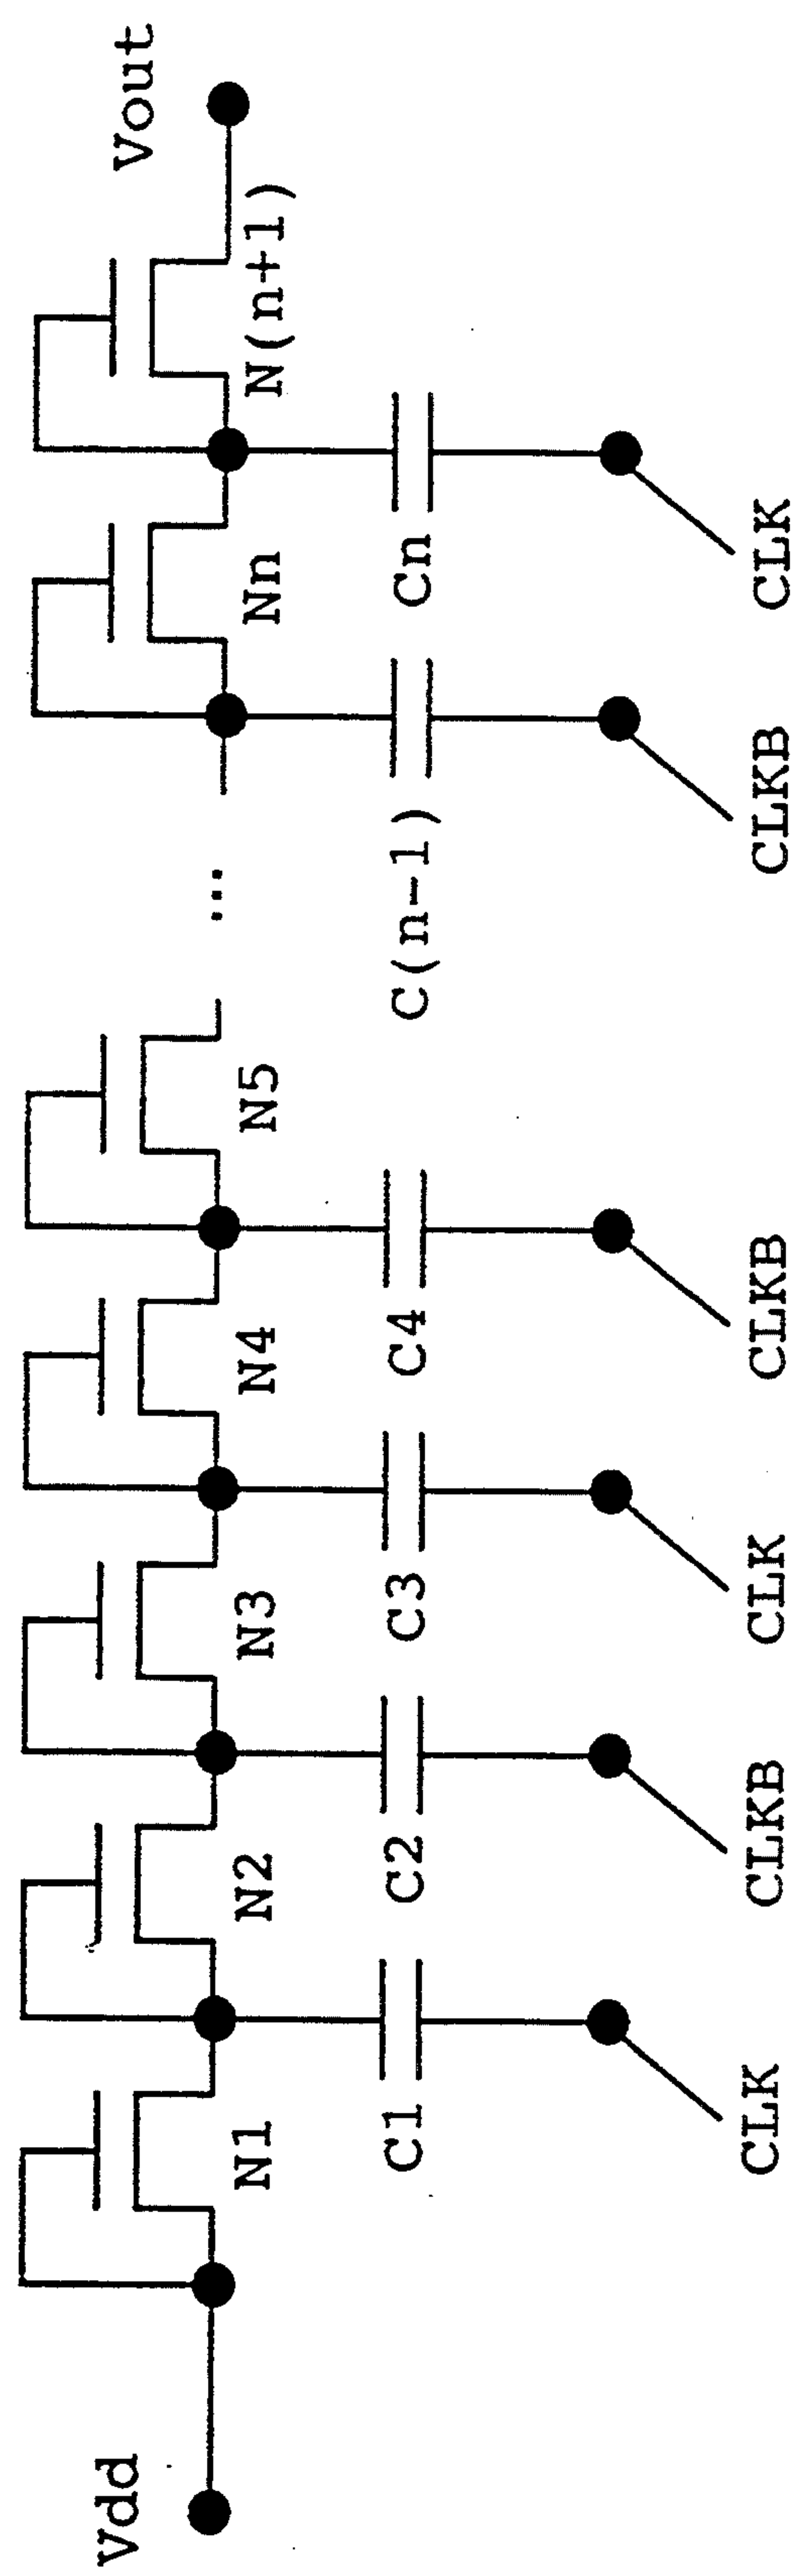 Vdd
Vout
N1
N2
N3
N4
N5
...
Nn
N(n+1)
C1
C2
C3
C4
C(n-1)
Cn
CLK
CLKB
CLK
CLKB
CLKB
CLK